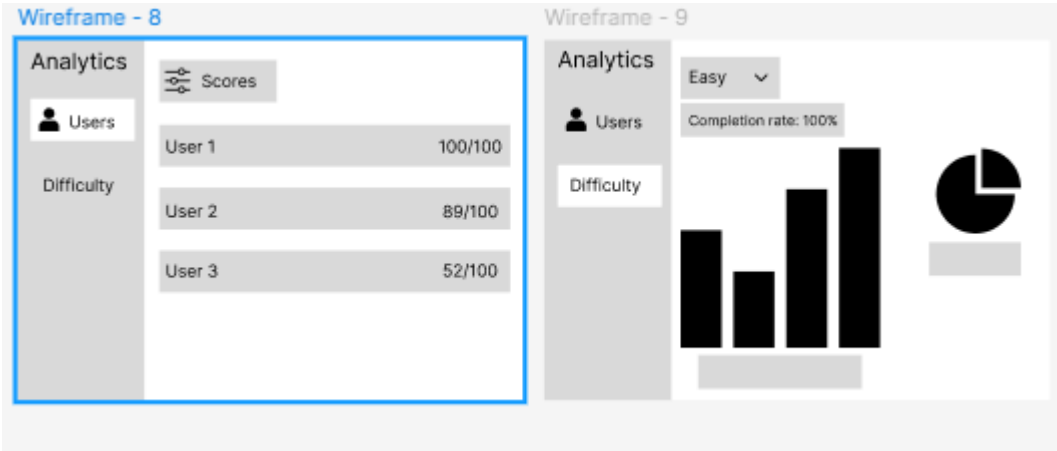 Wireframe - 8
Analytics
Users
Difficulty
Scores
User 1 100/100
User 2 89/100
User 3 52/100
Wireframe - 9
Analytics
Users
Difficulty
Easy
Completion rate: 100%